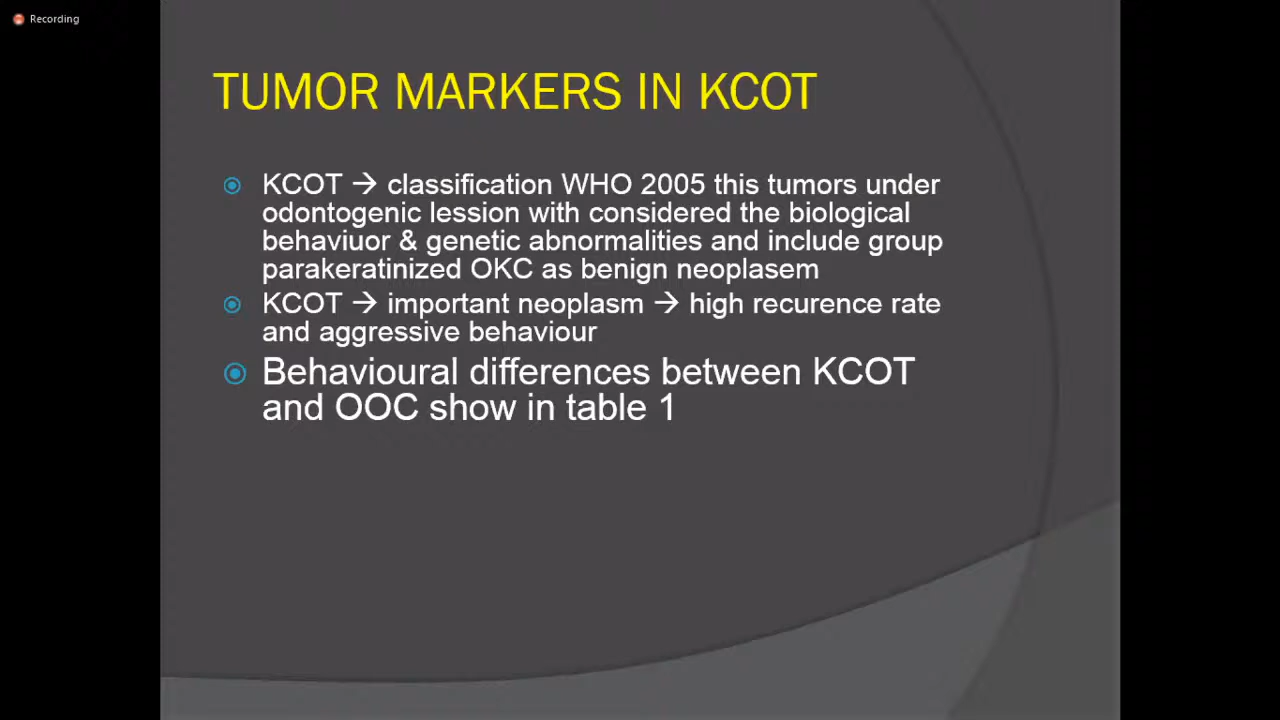 Recording
TUMOR MARKERS IN KCOT
KCOT → classification WHO 2005 this tumors under
odontogenic lession with considered the biological
behaviuor & genetic abnormalities and include group
parakeratinized OKC as benign neoplasem
KCOT → important neoplasm → high recurence rate
and aggressive behaviour
Behavioural differences between KCOT
and OOC show in table 1